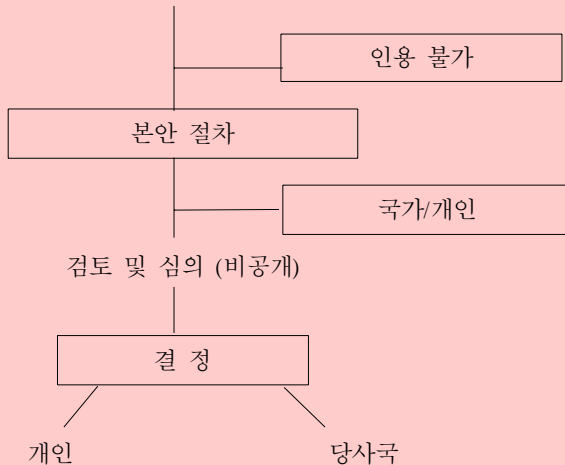 인용 불가
본안 절차
국가/개인
검토 및 심의 (비공개)
결 정
개인
당사국